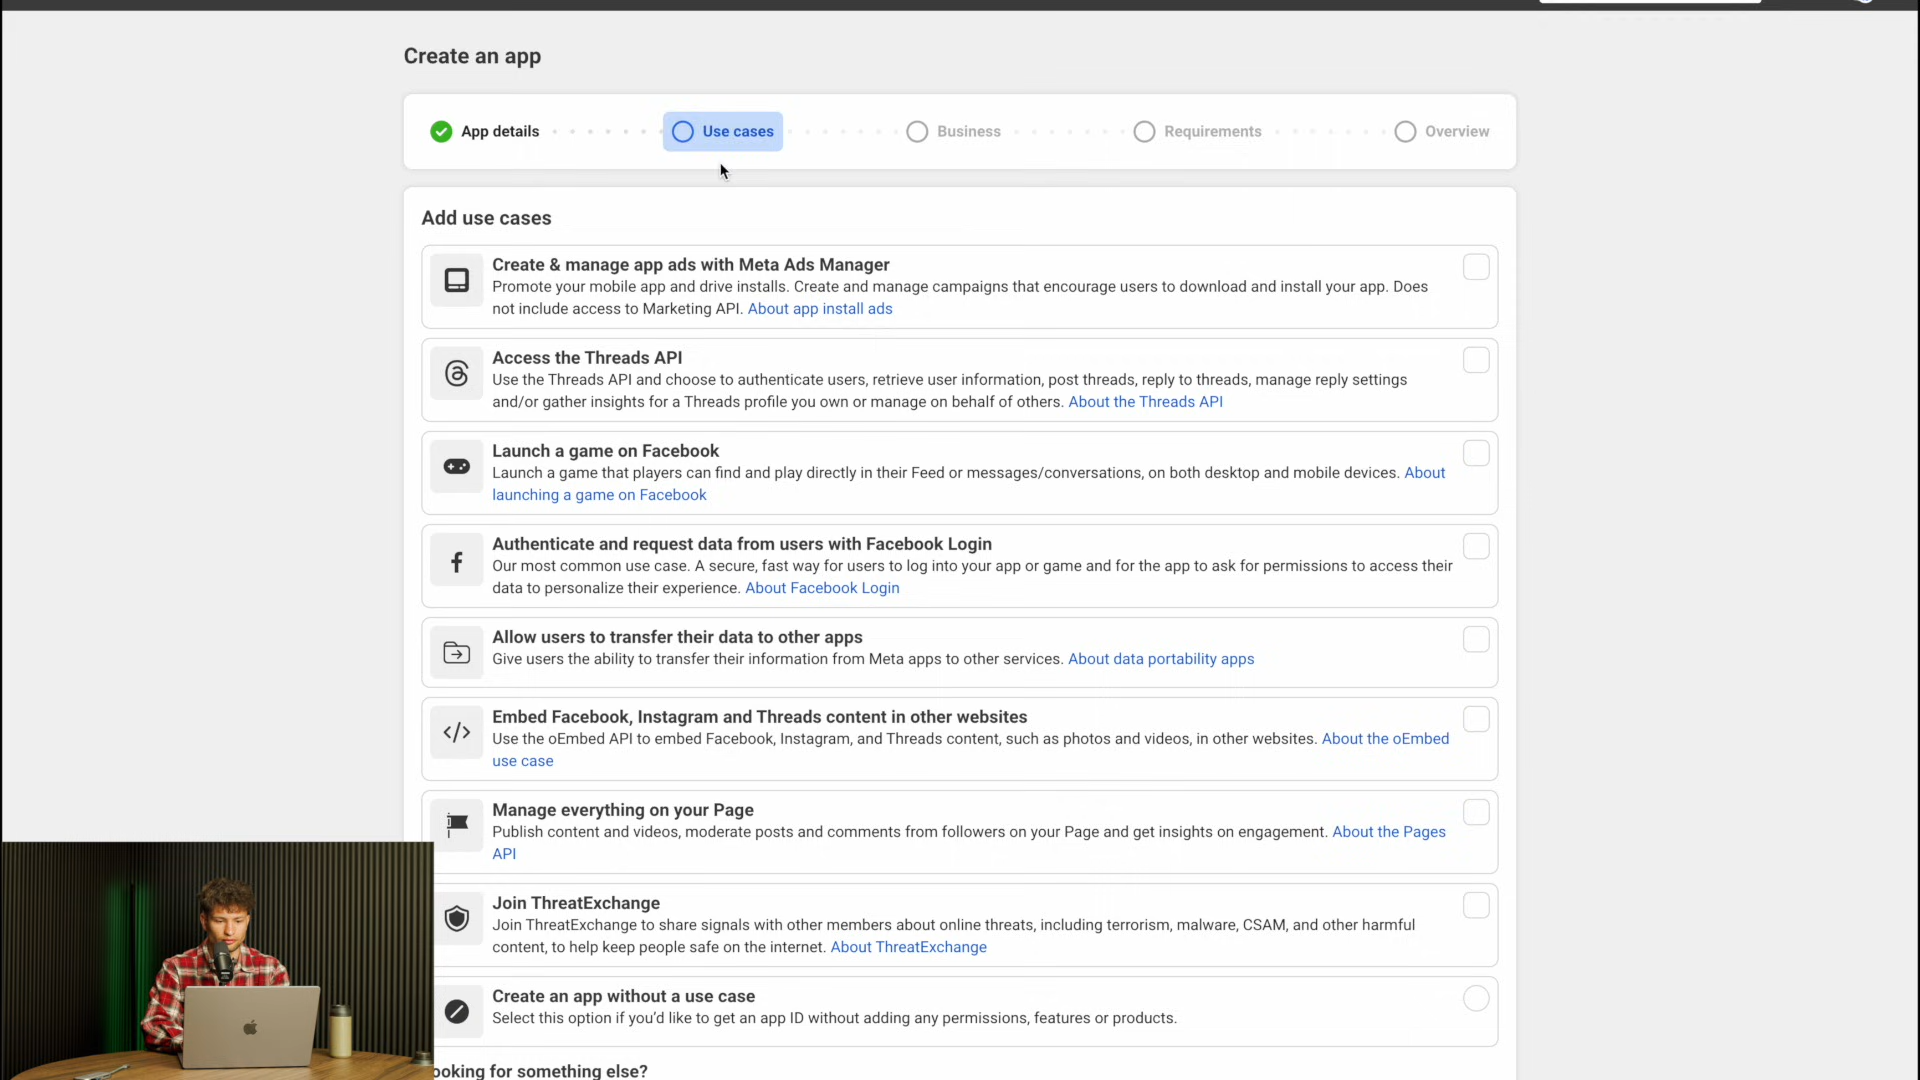 Create an app
App details
Use cases
Business
Requirements
Overview
Add use cases
Create & manage app ads with Meta Ads Manager
Promote your mobile app and drive installs. Create and manage campaigns that encourage users to download and install your app. Does
not include access to Marketing API. About app install ads
Access the Threads API
Use the Threads API and choose to authenticate users, retrieve user information, post threads, reply to threads, manage reply settings
and/or gather insights for a Threads profile you own or manage on behalf of others. About the Threads API
Launch a game on Facebook
Launch a game that players can find and play directly in their Feed or messages/conversations, on both desktop and mobile devices. About
launching a game on Facebook
Authenticate and request data from users with Facebook Login
Our most common use case. A secure, fast way for users to log into your app or game and for the app to ask for permissions to access their
data to personalize their experience. About Facebook Login
Allow users to transfer their data to other apps
Give users the ability to transfer their information from Meta apps to other services. About data portability apps
Embed Facebook, Instagram and Threads content in other websites
Use the oEmbed API to embed Facebook, Instagram, and Threads content, such as photos and videos, in other websites. About the oEmbed
use case
Manage everything on your Page
Publish content and videos, moderate posts and comments from followers on your Page and get insights on engagement. About the Pages
API
Join ThreatExchange
Join ThreatExchange to share signals with other members about online threats, including terrorism, malware, CSAM, and other harmful
content, to help keep people safe on the internet. About ThreatExchange
Create an app without a use case
Select this option if you'd like to get an app ID without adding any permissions, features or products.
ooking for something else?